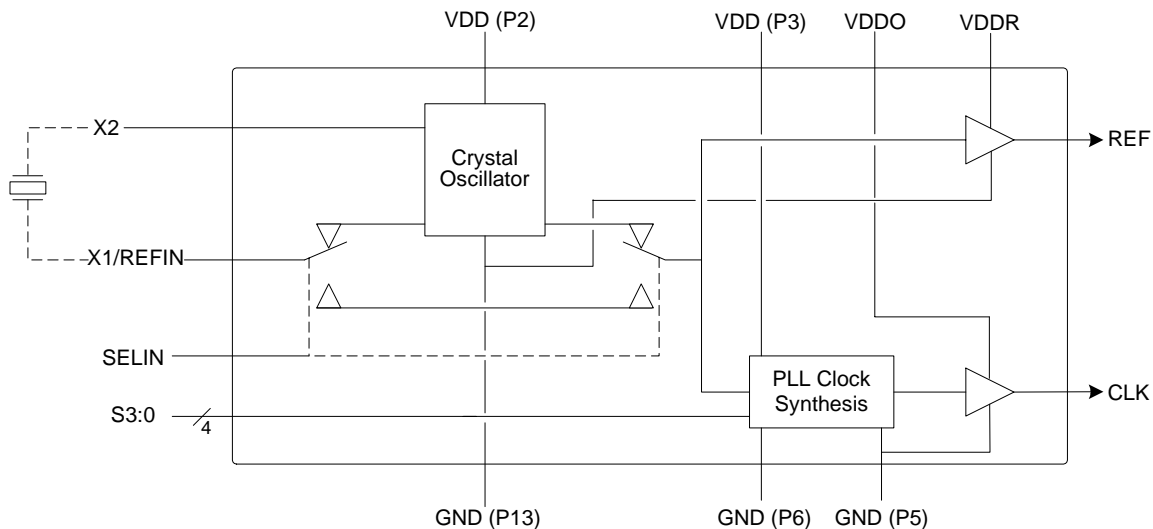 VDD (P2)
VDD (P3)
VDDO
VDDR
X2
Crystal
Oscillator
REF
X1/REFIN
SELIN
PLL Clock
Synthesis
CLK
S3:0
4
GND (P13)
GND (P6)
GND (P5)